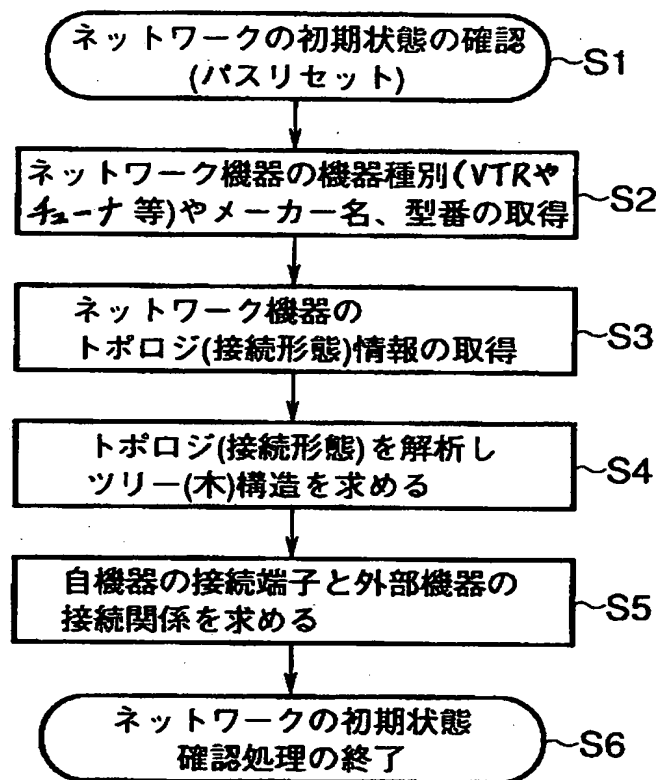 ネットワークの初期状態の確認
(パスリセット)
S1
ネットワーク機器の機器種別(VTRや
チューナ等)やメーカー名、型番の取得
S2
ネットワーク機器の
トポロジ(接続形態)情報の取得
S3
トポロジ(接続形態)を解析し
ツリー(木)構造を求める
S4
自機器の接続端子と外部機器の
接続関係を求める
S5
ネットワークの初期状態
確認処理の終了
S6